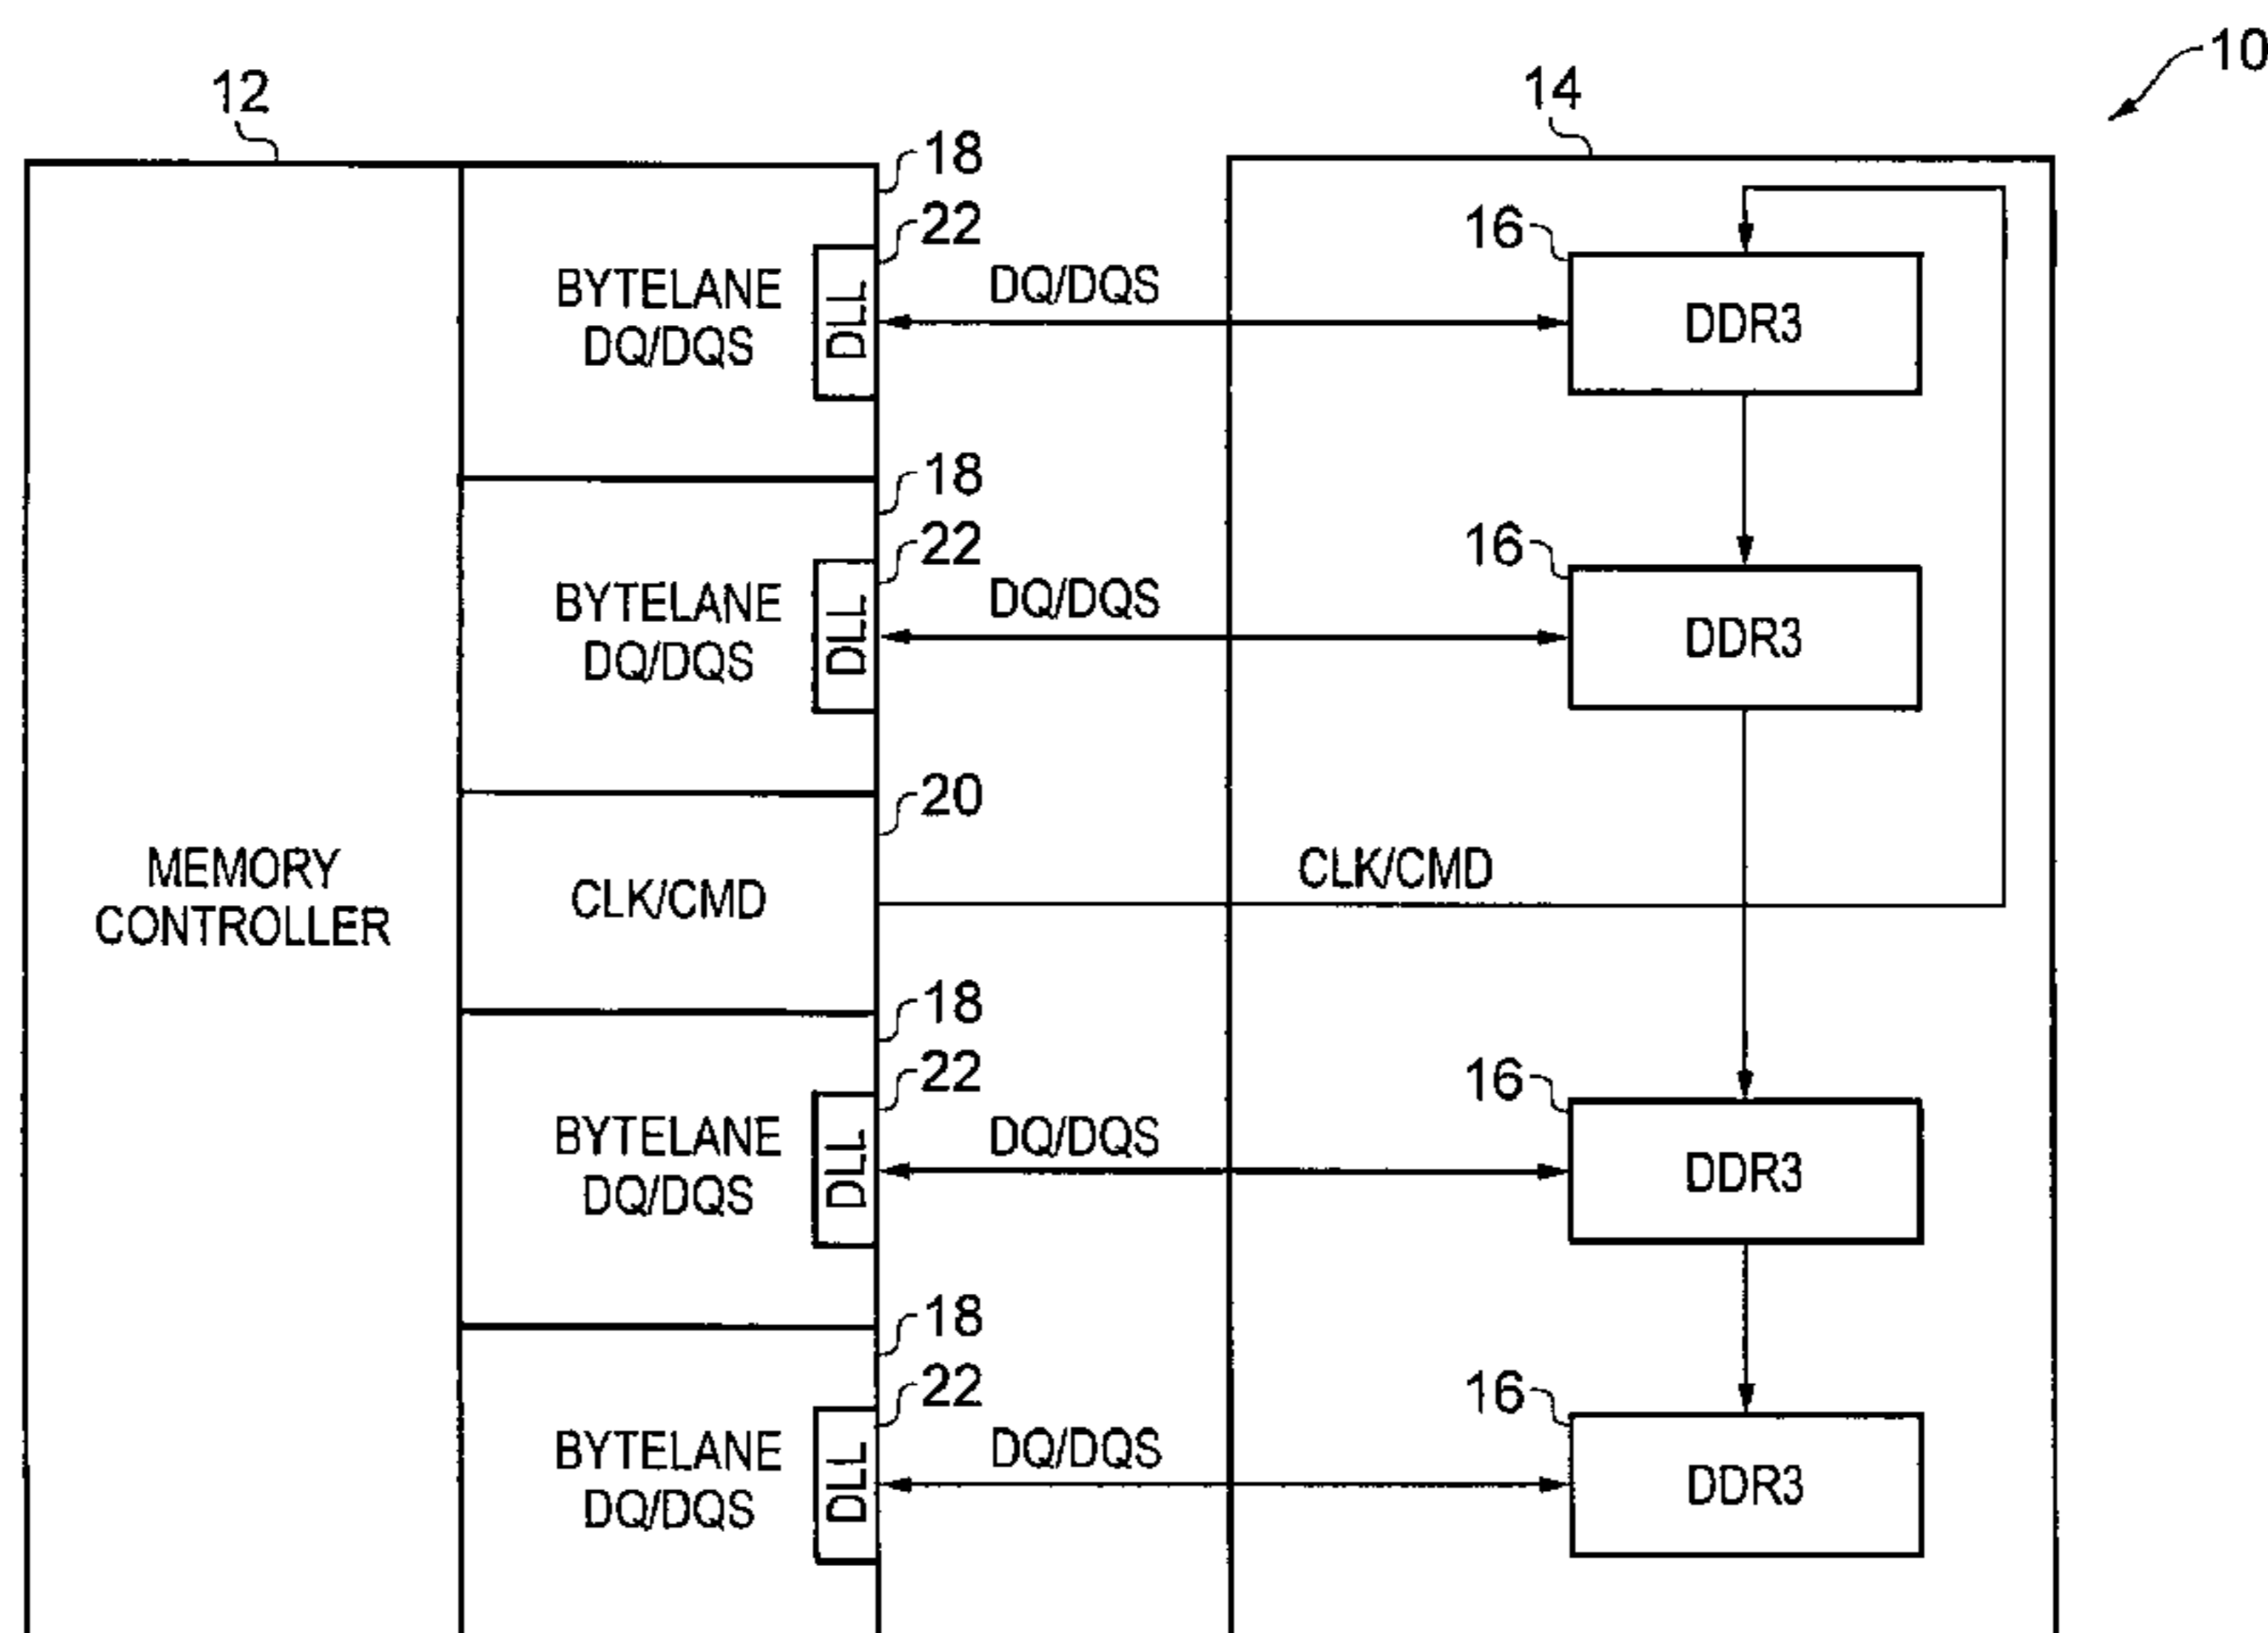 10
12
14
18
22
16
BYTELANE
DQ/DQS
DLL
DQ/DQS
DDR3
18
22
16
BYTELANE
DQ/DQS
DLL
DQ/DQS
DDR3
20
MEMORY
CONTROLLER
CLK/CMD
CLK/CMD
18
22
16
BYTELANE
DQ/DQS
DLL
DQ/DQS
DDR3
18
22
16
BYTELANE
DQ/DQS
DLL
DQ/DQS
DDR3